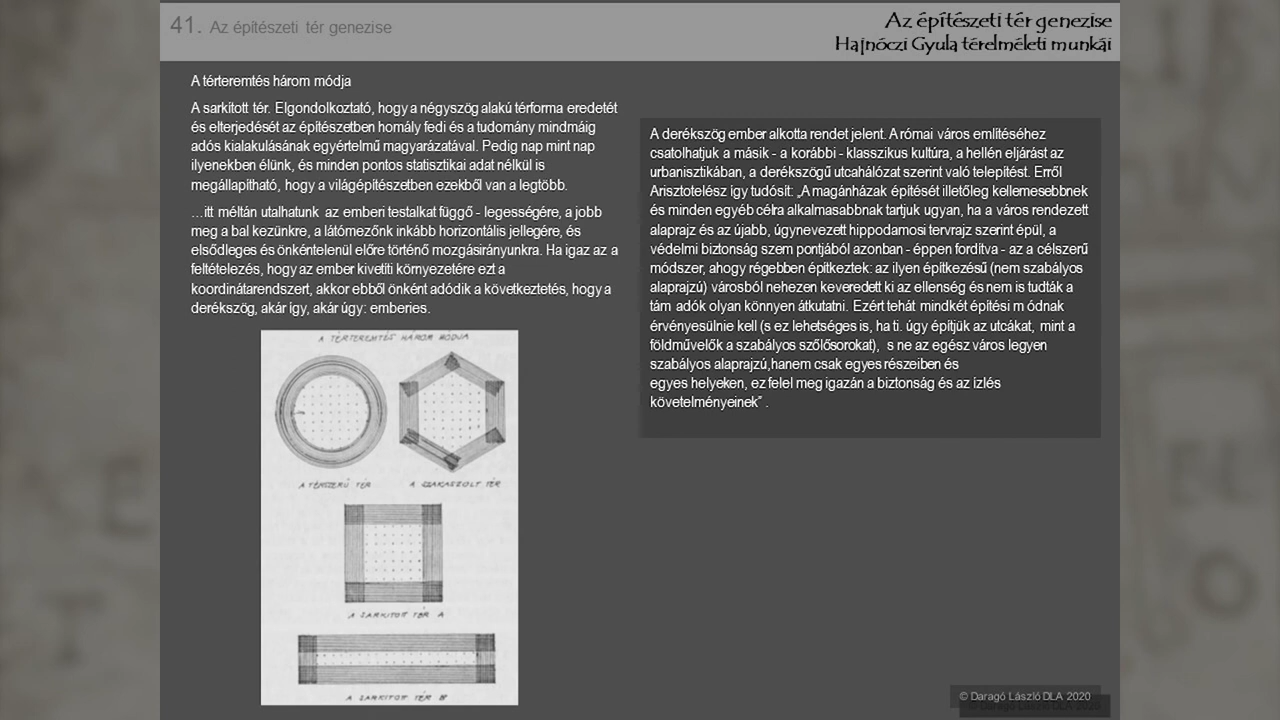 41. Az építészeti tér genezise
Az építészeti tér genezise
Hajnóczi Gyula térelméleti munkái
A térteremtés három módja
A sarkított tér. Elgondolkoztató, hogy a négyszög alakú térforma eredetét
és elterjedését az építészetben homály fedi és a tudomány mindmáig
adós kialakulásának egyértelmű magyarázatával. Pedig nap mint nap
ilyenekben élünk, és minden pontos statisztikai adat nélkül is
megállapítható, hogy a világépítészetben ezekből van a legtöbb.
…itt méltán utalhatunk az emberi testalkat függő - legességére, a jobb
meg a bal kezünkre, a látómezőnk inkább horizontális jellegére, és
elsődleges és önkéntelenül előre történő mozgásirányunkra. Ha igaz az a
feltételezés, hogy az ember kivetíti környezetére ezt a
koordinátarendszert, akkor ebből önként adódik a következtetés, hogy a
derékszög, akár így, akár úgy: emberies.
A TÉRTEREMTÉS HÁROM MÓDJA
A TÉRSZERŰ TÉR
A SZAKASZOLT TÉR
A SARKÍTOTT TÉR A
A SARKÍTOTT TÉR B
A derékszög ember alkotta rendet jelent. A római város említéséhez
csatolhatjuk a másik - a korábbi - klasszikus kultúra, a hellén eljárást az
urbanisztikában, a derékszögű utcahálózat szerint való telepítést. Erről
Arisztotelész így tudósít: „A magánházak építését illetőleg kellemesebbnek
és minden egyéb célra alkalmasabbnak tartjuk ugyan, ha a város rendezett
alaprajz és az újabb, úgynevezett hippodamosi tervrajz szerint épül, a
védelmi biztonság szem pontjából azonban - éppen fordítva - az a célszerű
módszer, ahogy régebben építkeztek: az ilyen építkezésű (nem szabályos
alaprajzú) városból nehezen keveredett ki az ellenség és nem is tudták a
tám adók olyan könnyen átkutatni. Ezért tehát mindkét építési m ódnak
érvényesülnie kell (s ez lehetséges is, ha ti. úgy építjük az utcákat, mint a
földművelők a szabályos szőlősorokat), s ne az egész város legyen
szabályos alaprajzú,hanem csak egyes részeiben és
egyes helyeken, ez felel meg igazán a biztonság és az ízlés
követelményeinek” .
© Daragó László DLA 2020